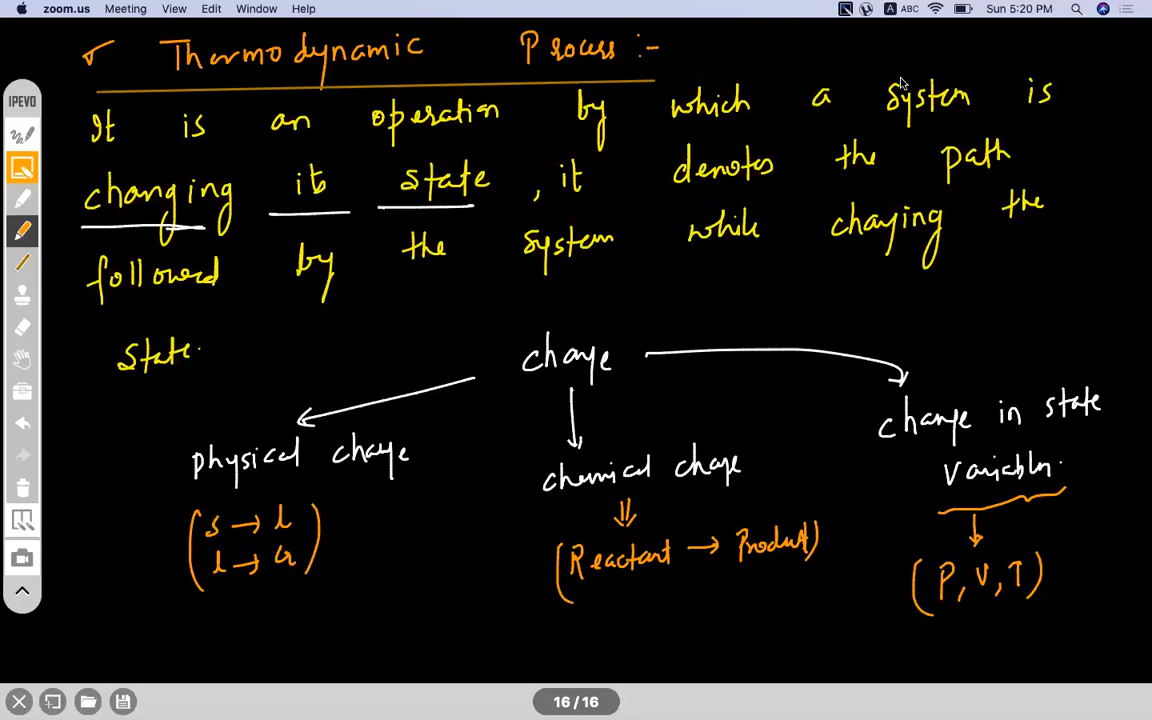 zoom.us Meeting View Edit Window Help A ABC Sun 5:20 PM
Thermodynamic Process :-
IPEVO
It is an operation by which a system is
changing its state, it denotes the path
followed by the system while changing the
state.
change
physical change
chemical change
change in state
variables.
(s → l
l → G)
(Reactant → Product)
(P, V, T)
16 / 16